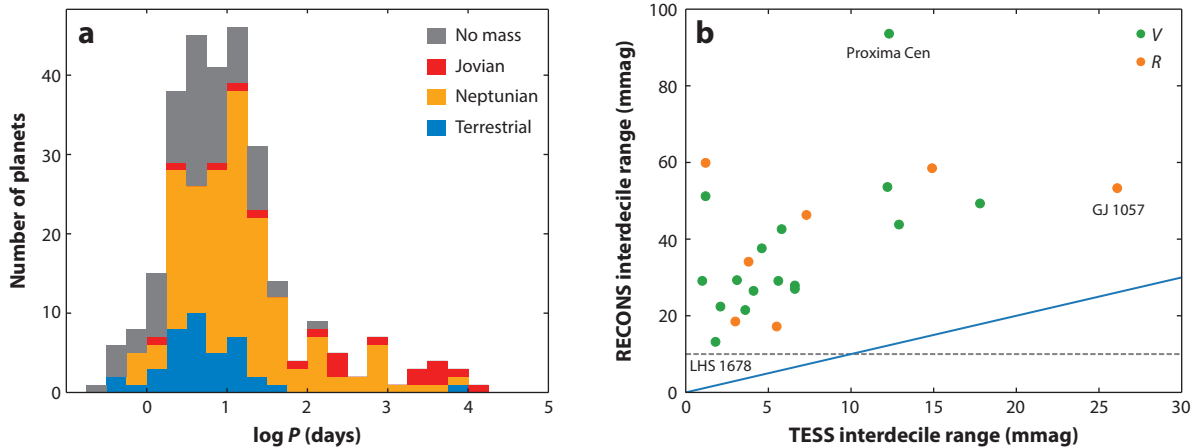 a
No mass
Jovian
Neptunian
Terrestrial
Number of planets
40
30
20
10
0
0
1
2
3
4
5
log P (days)
b
V
R
Proxima Cen
GJ 1057
LHS 1678
RECONS interdecile range (mmag)
100
80
60
40
20
0
0
5
10
15
20
25
30
TESS interdecile range (mmag)